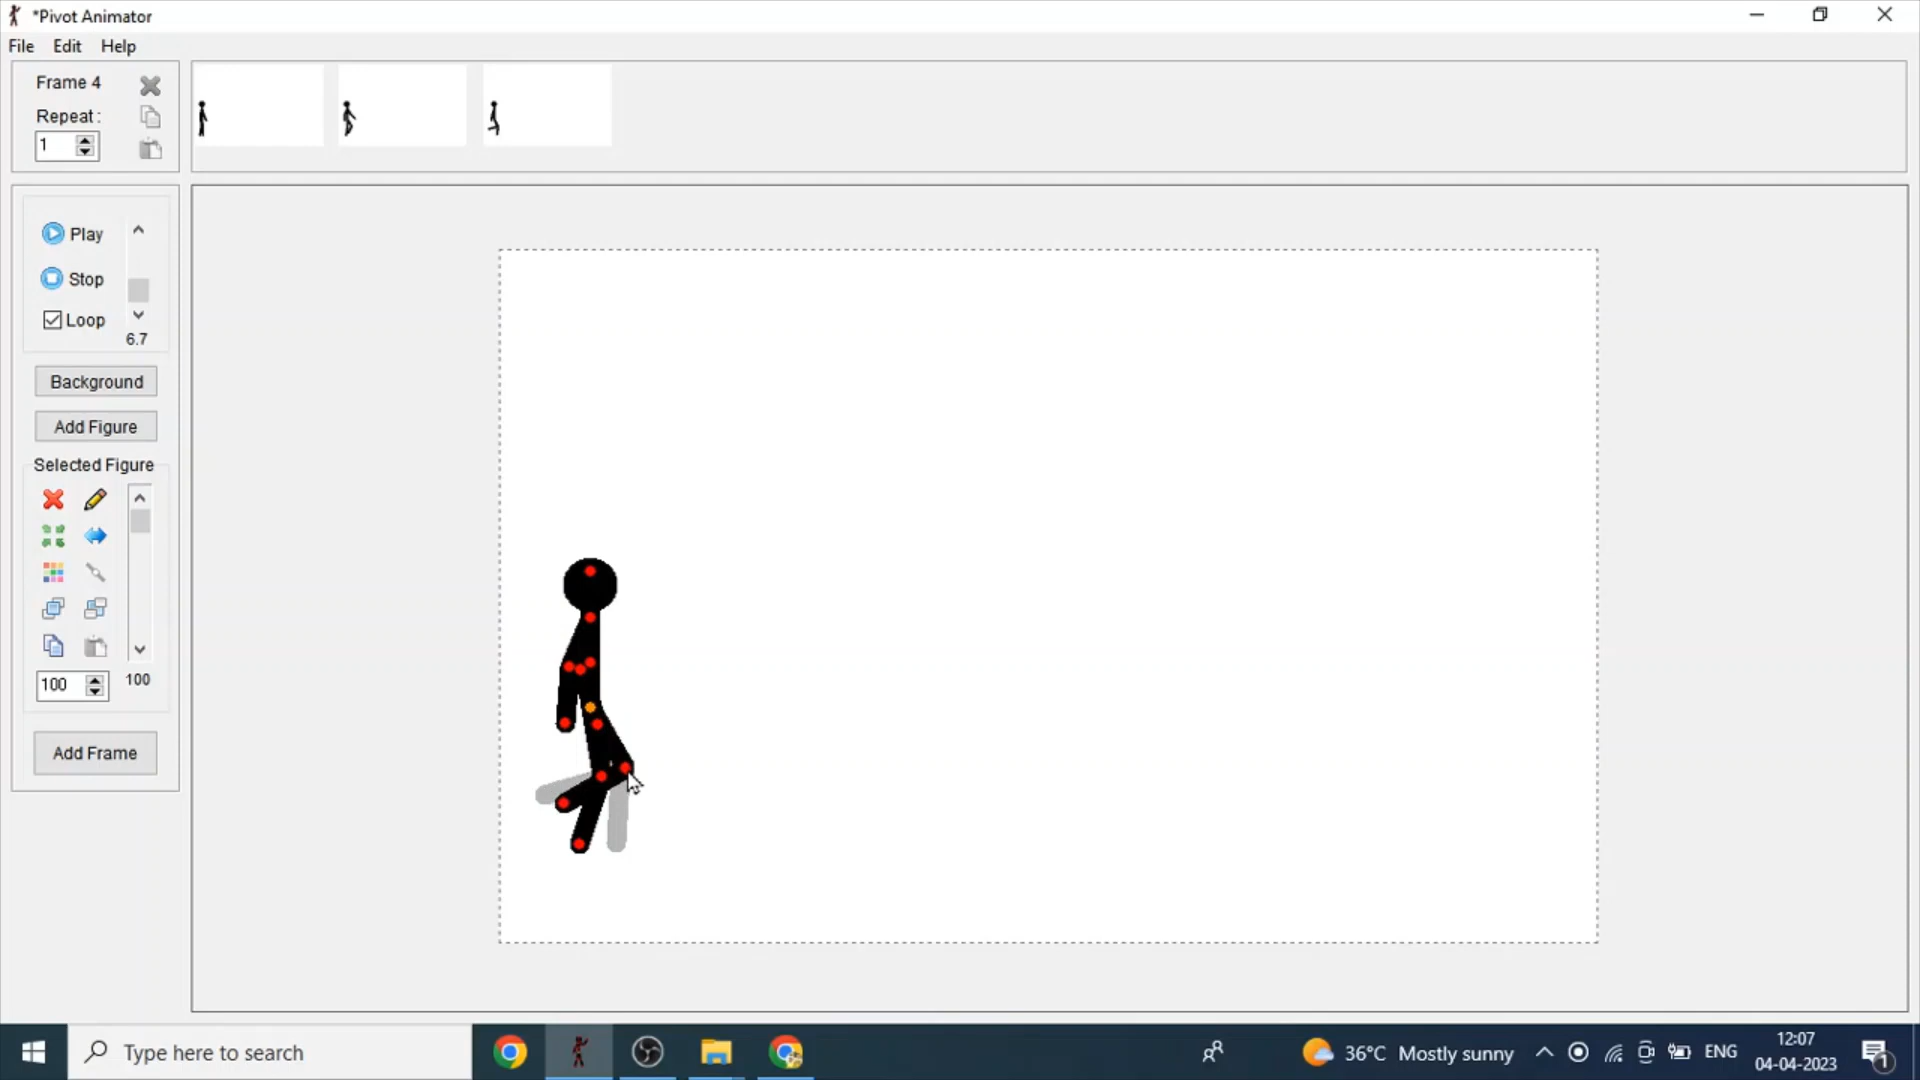 *Pivot Animator
File Edit Help
Frame 4
Repeat :
1
Play
Stop
Loop
6.7
Background
Add Figure
Selected Figure
100
100
Add Frame
Type here to search
36°C Mostly sunny
ENG
12:07
04-04-2023
1